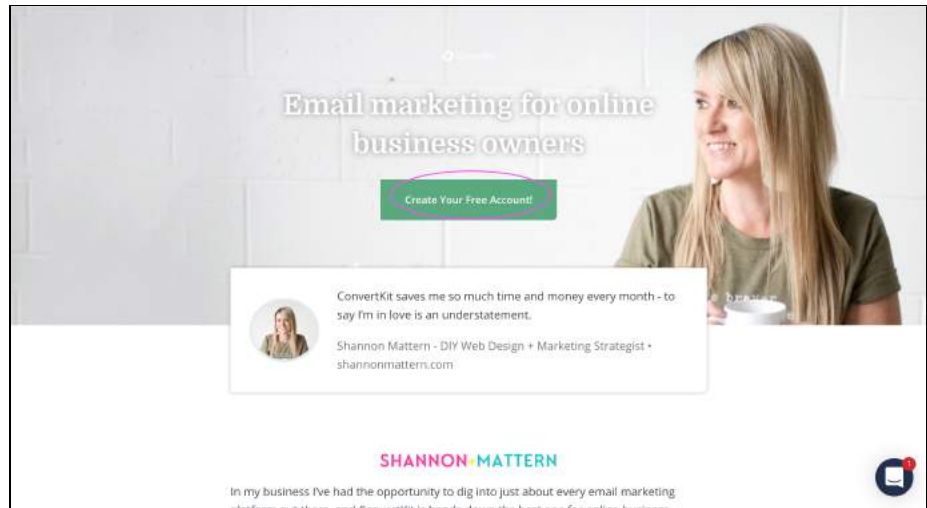 Email marketing for online
business owners
Create Your Free Account!
ConvertKit saves me so much time and money every month - to
say I'm in love is an understatement.
Shannon Mattern - DIY Web Design + Marketing Strategist •
shannonmattern.com
SHANNON+MATTERN
1
In my business I've had the opportunity to dig into just about every email marketing